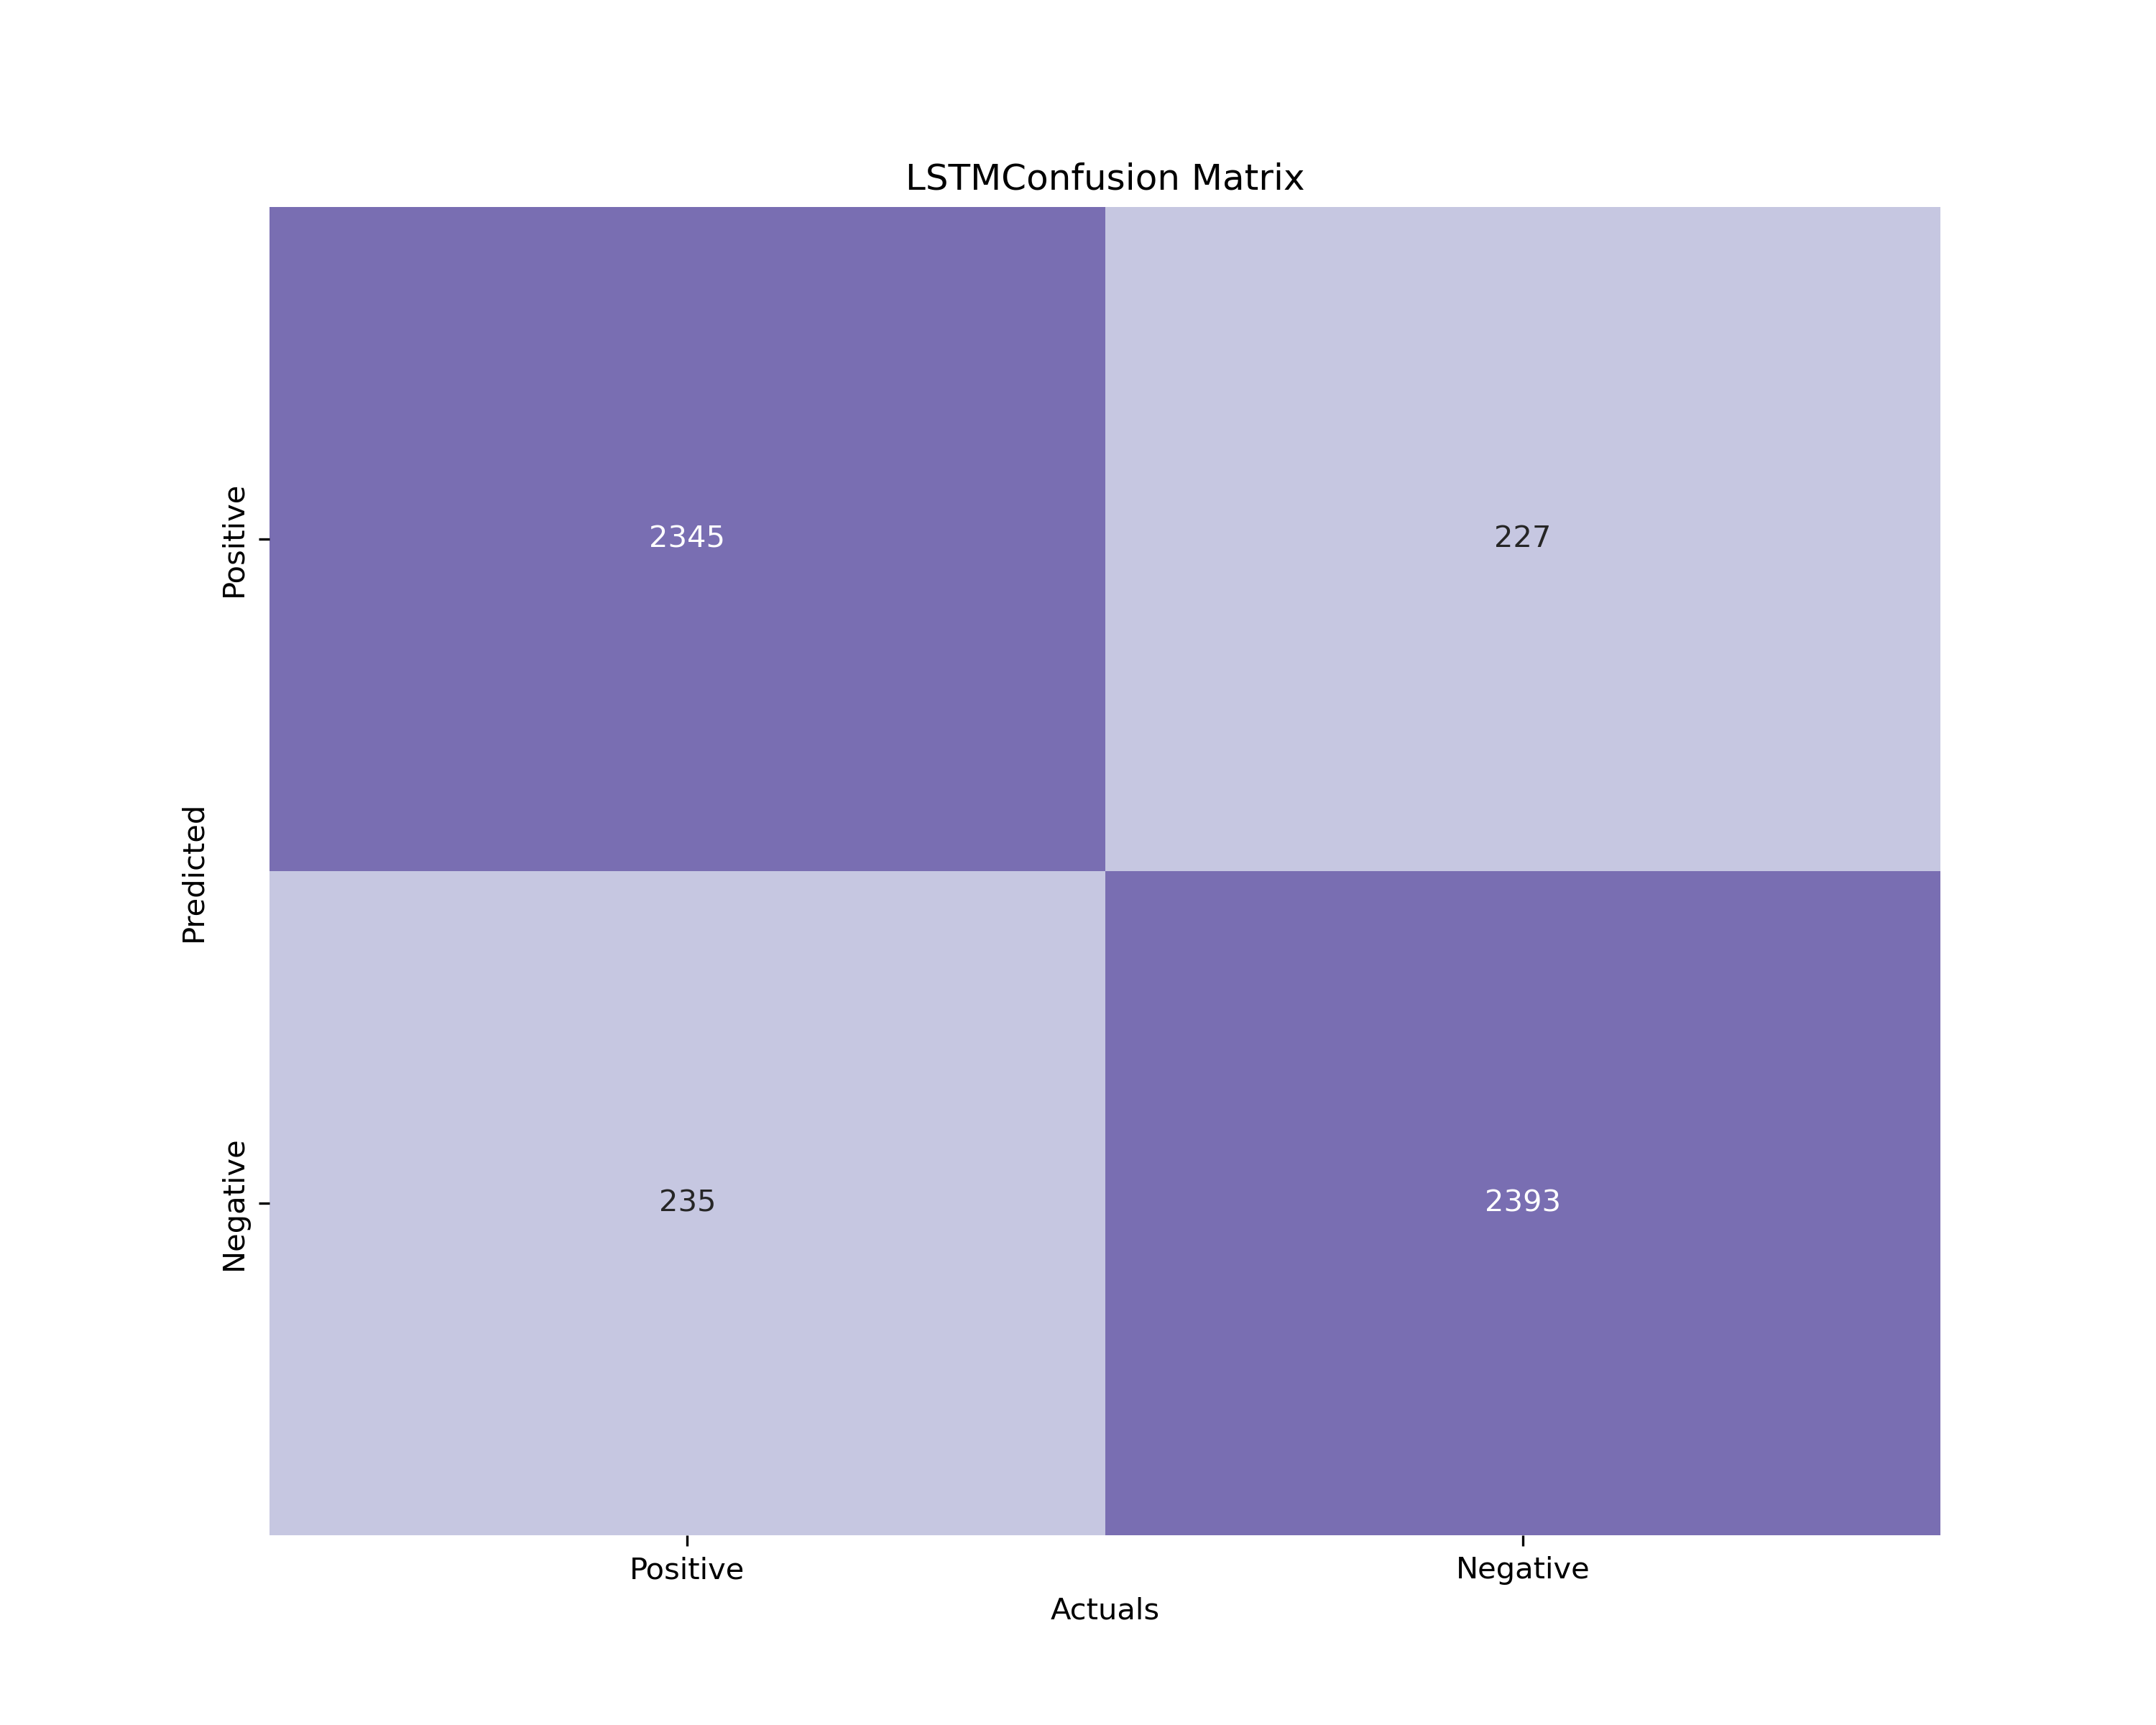 LSTMConfusion Matrix
Positive
2345
227
Predicted
Negative
235
2393
Positive
Negative
Actuals